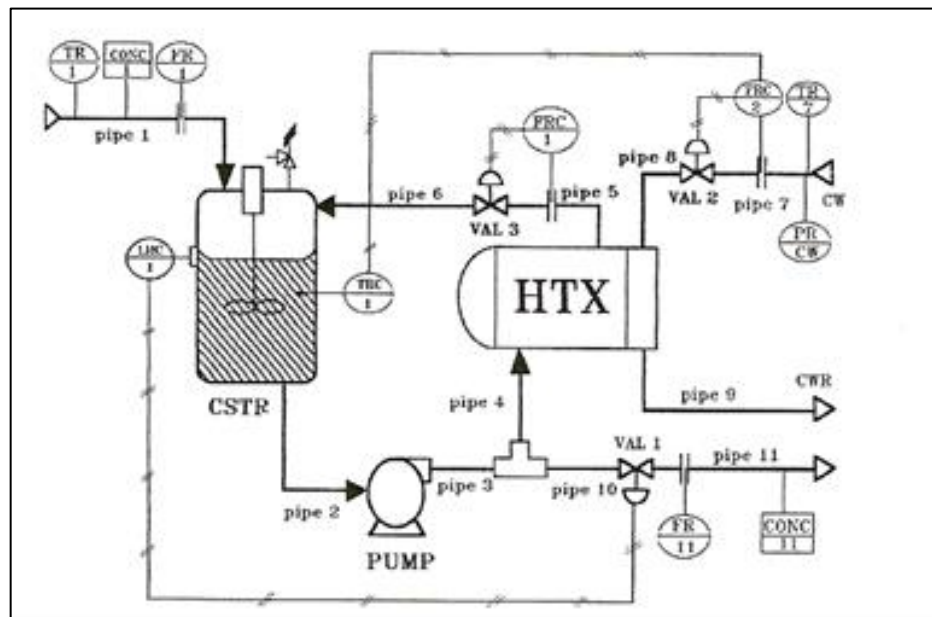 TR
1
CONC
1
FR
1
pipe 1
FRC
1
FRC
2
TR
7
pipe 8
pipe 6
pipe 5
VAL 3
VAL 2
pipe 7
CW
PR
CW
1
TRC
1
HTX
CSTR
pipe 4
pipe 9
CWR
VAL 1
pipe 3
pipe 10
pipe 11
pipe 2
PUMP
FR
11
CONC
11